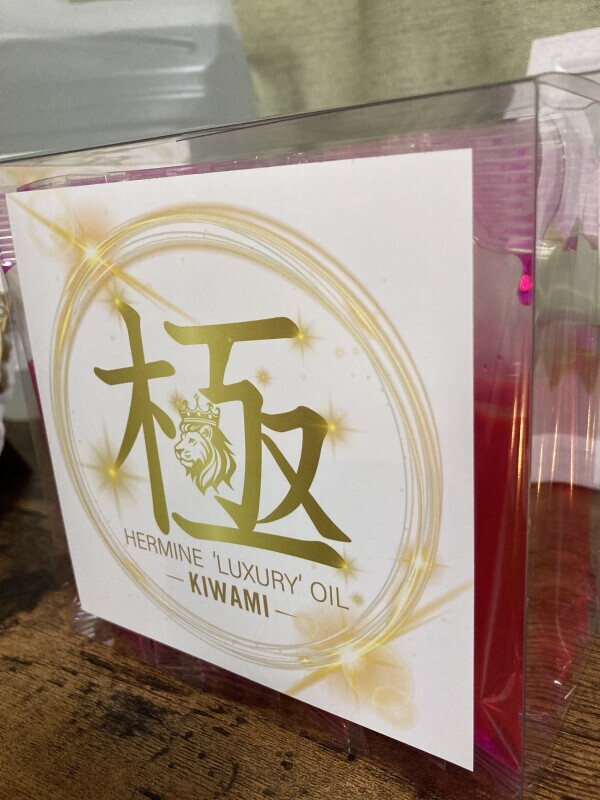 極
HERMINE 'LUXURY' OIL
— KIWAMI —